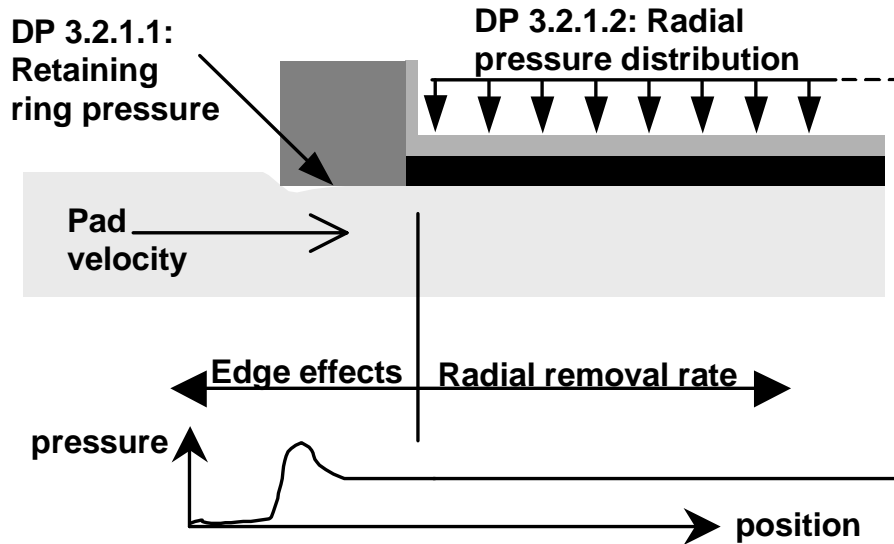 DP 3.2.1.1:
Retaining
ring pressure
DP 3.2.1.2: Radial
pressure distribution
Pad
velocity
Edge effects
Radial removal rate
pressure
position